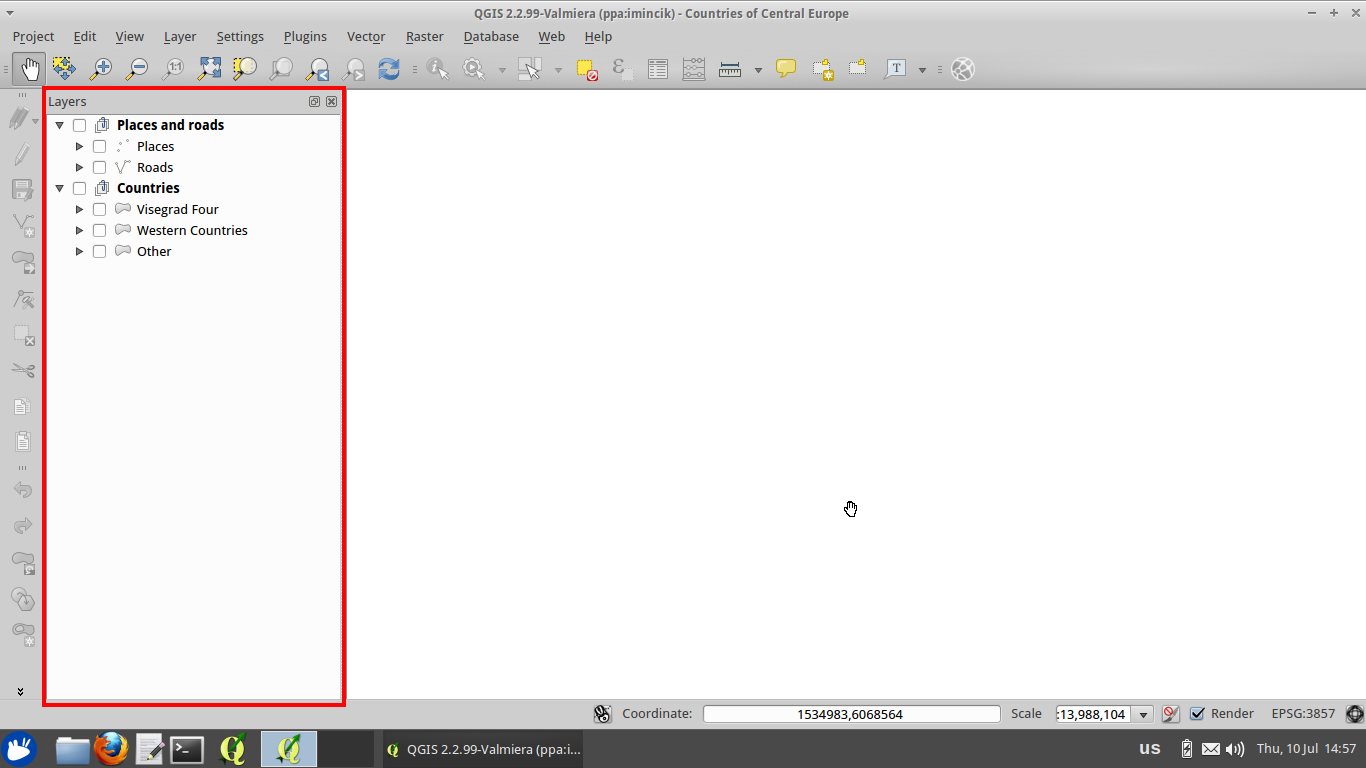 QGIS 2.2.99-Valmiera (ppa:imincik) - Countries of Central Europe
Project Edit View Layer Settings Plugins Vector Raster Database Web Help
1:1 ε T
Layers
Places and roads
Places
Roads
Countries
Visegrad Four
Western Countries
Other
Coordinate: 1534983,6068564 Scale :13,988,104 Render EPSG:3857
QGIS 2.2.99-Valmiera (ppa:i... us Thu, 10 Jul 14:57